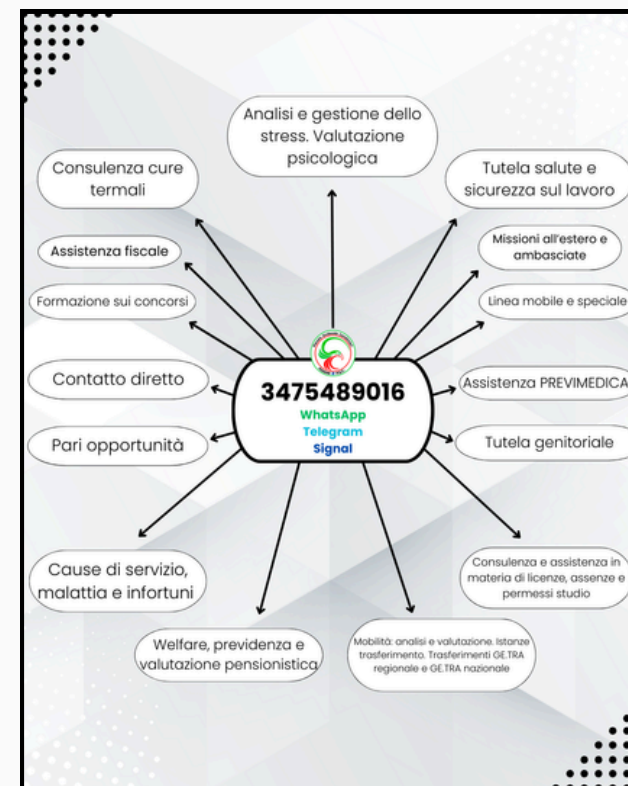 Analisi e gestione dello
stress. Valutazione
psicologica
Consulenza cure
termali
Tutela salute e
sicurezza sul lavoro
Assistenza fiscale
Missioni all'estero e
ambasciate
Formazione sui concorsi
Linea mobile e speciale
Contatto diretto
3475489016
WhatsApp
Telegram
Signal
Assistenza PREVIMEDICAL
Pari opportunità
Tutela genitoriale
Cause di servizio,
malattia e infortuni
Consulenza e assistenza in
materia di licenze, assenze e
permessi studio
Welfare, previdenza e
valutazione pensionistica
Mobilità: analisi e valutazione. Istanze
trasferimento. Trasferimenti GE.TRA
regionale e GE.TRA nazionale